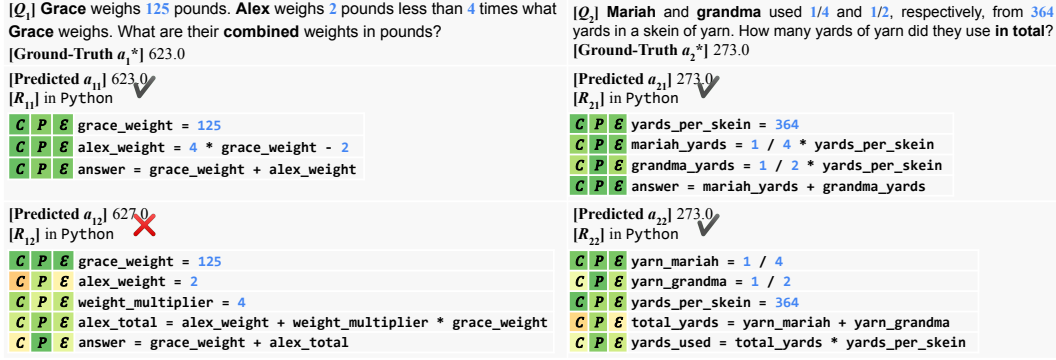 [Q1] Grace weighs 125 pounds. Alex weighs 2 pounds less than 4 times what
Grace weighs. What are their combined weights in pounds?
[Ground-Truth a1*] 623.0
[Predicted a11] 623.0
[R11] in Python
C P E grace_weight = 125
C P E alex_weight = 4 * grace_weight - 2
C P E answer = grace_weight + alex_weight
[Predicted a12] 627.0
[R12] in Python
C P E grace_weight = 125
C P E alex_weight = 2
C P E weight_multiplier = 4
C P E alex_total = alex_weight + weight_multiplier * grace_weight
C P E answer = grace_weight + alex_total
[Q2] Mariah and grandma used 1/4 and 1/2, respectively, from 364
yards in a skein of yarn. How many yards of yarn did they use in total?
[Ground-Truth a2*] 273.0
[Predicted a21] 273.0
[R21] in Python
C P E yards_per_skein = 364
C P E mariah_yards = 1 / 4 * yards_per_skein
C P E grandma_yards = 1 / 2 * yards_per_skein
C P E answer = mariah_yards + grandma_yards
[Predicted a22] 273.0
[R22] in Python
C P E yarn_mariah = 1 / 4
C P E yarn_grandma = 1 / 2
C P E yards_per_skein = 364
C P E total_yards = yarn_mariah + yarn_grandma
C P E yards_used = total_yards * yards_per_skein